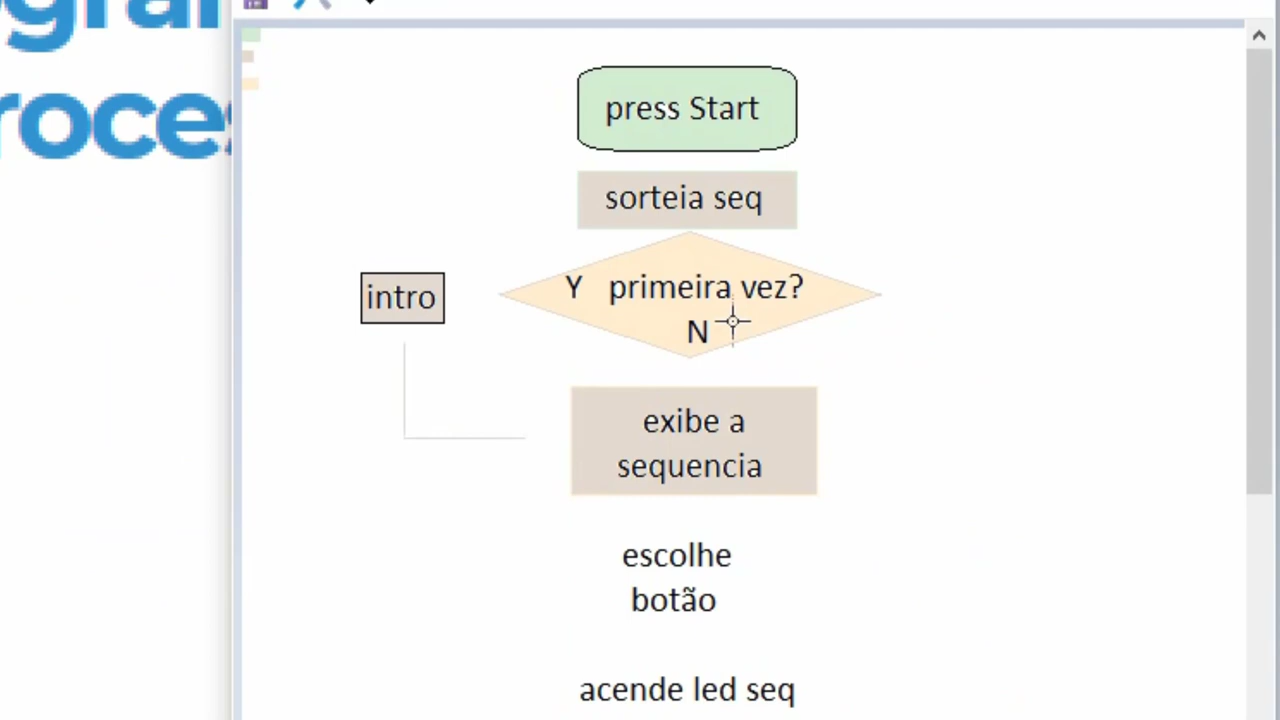 press Start
sorteia seq
intro
Y primeira vez?
N
exibe a
sequencia
escolhe
botão
acende led seq